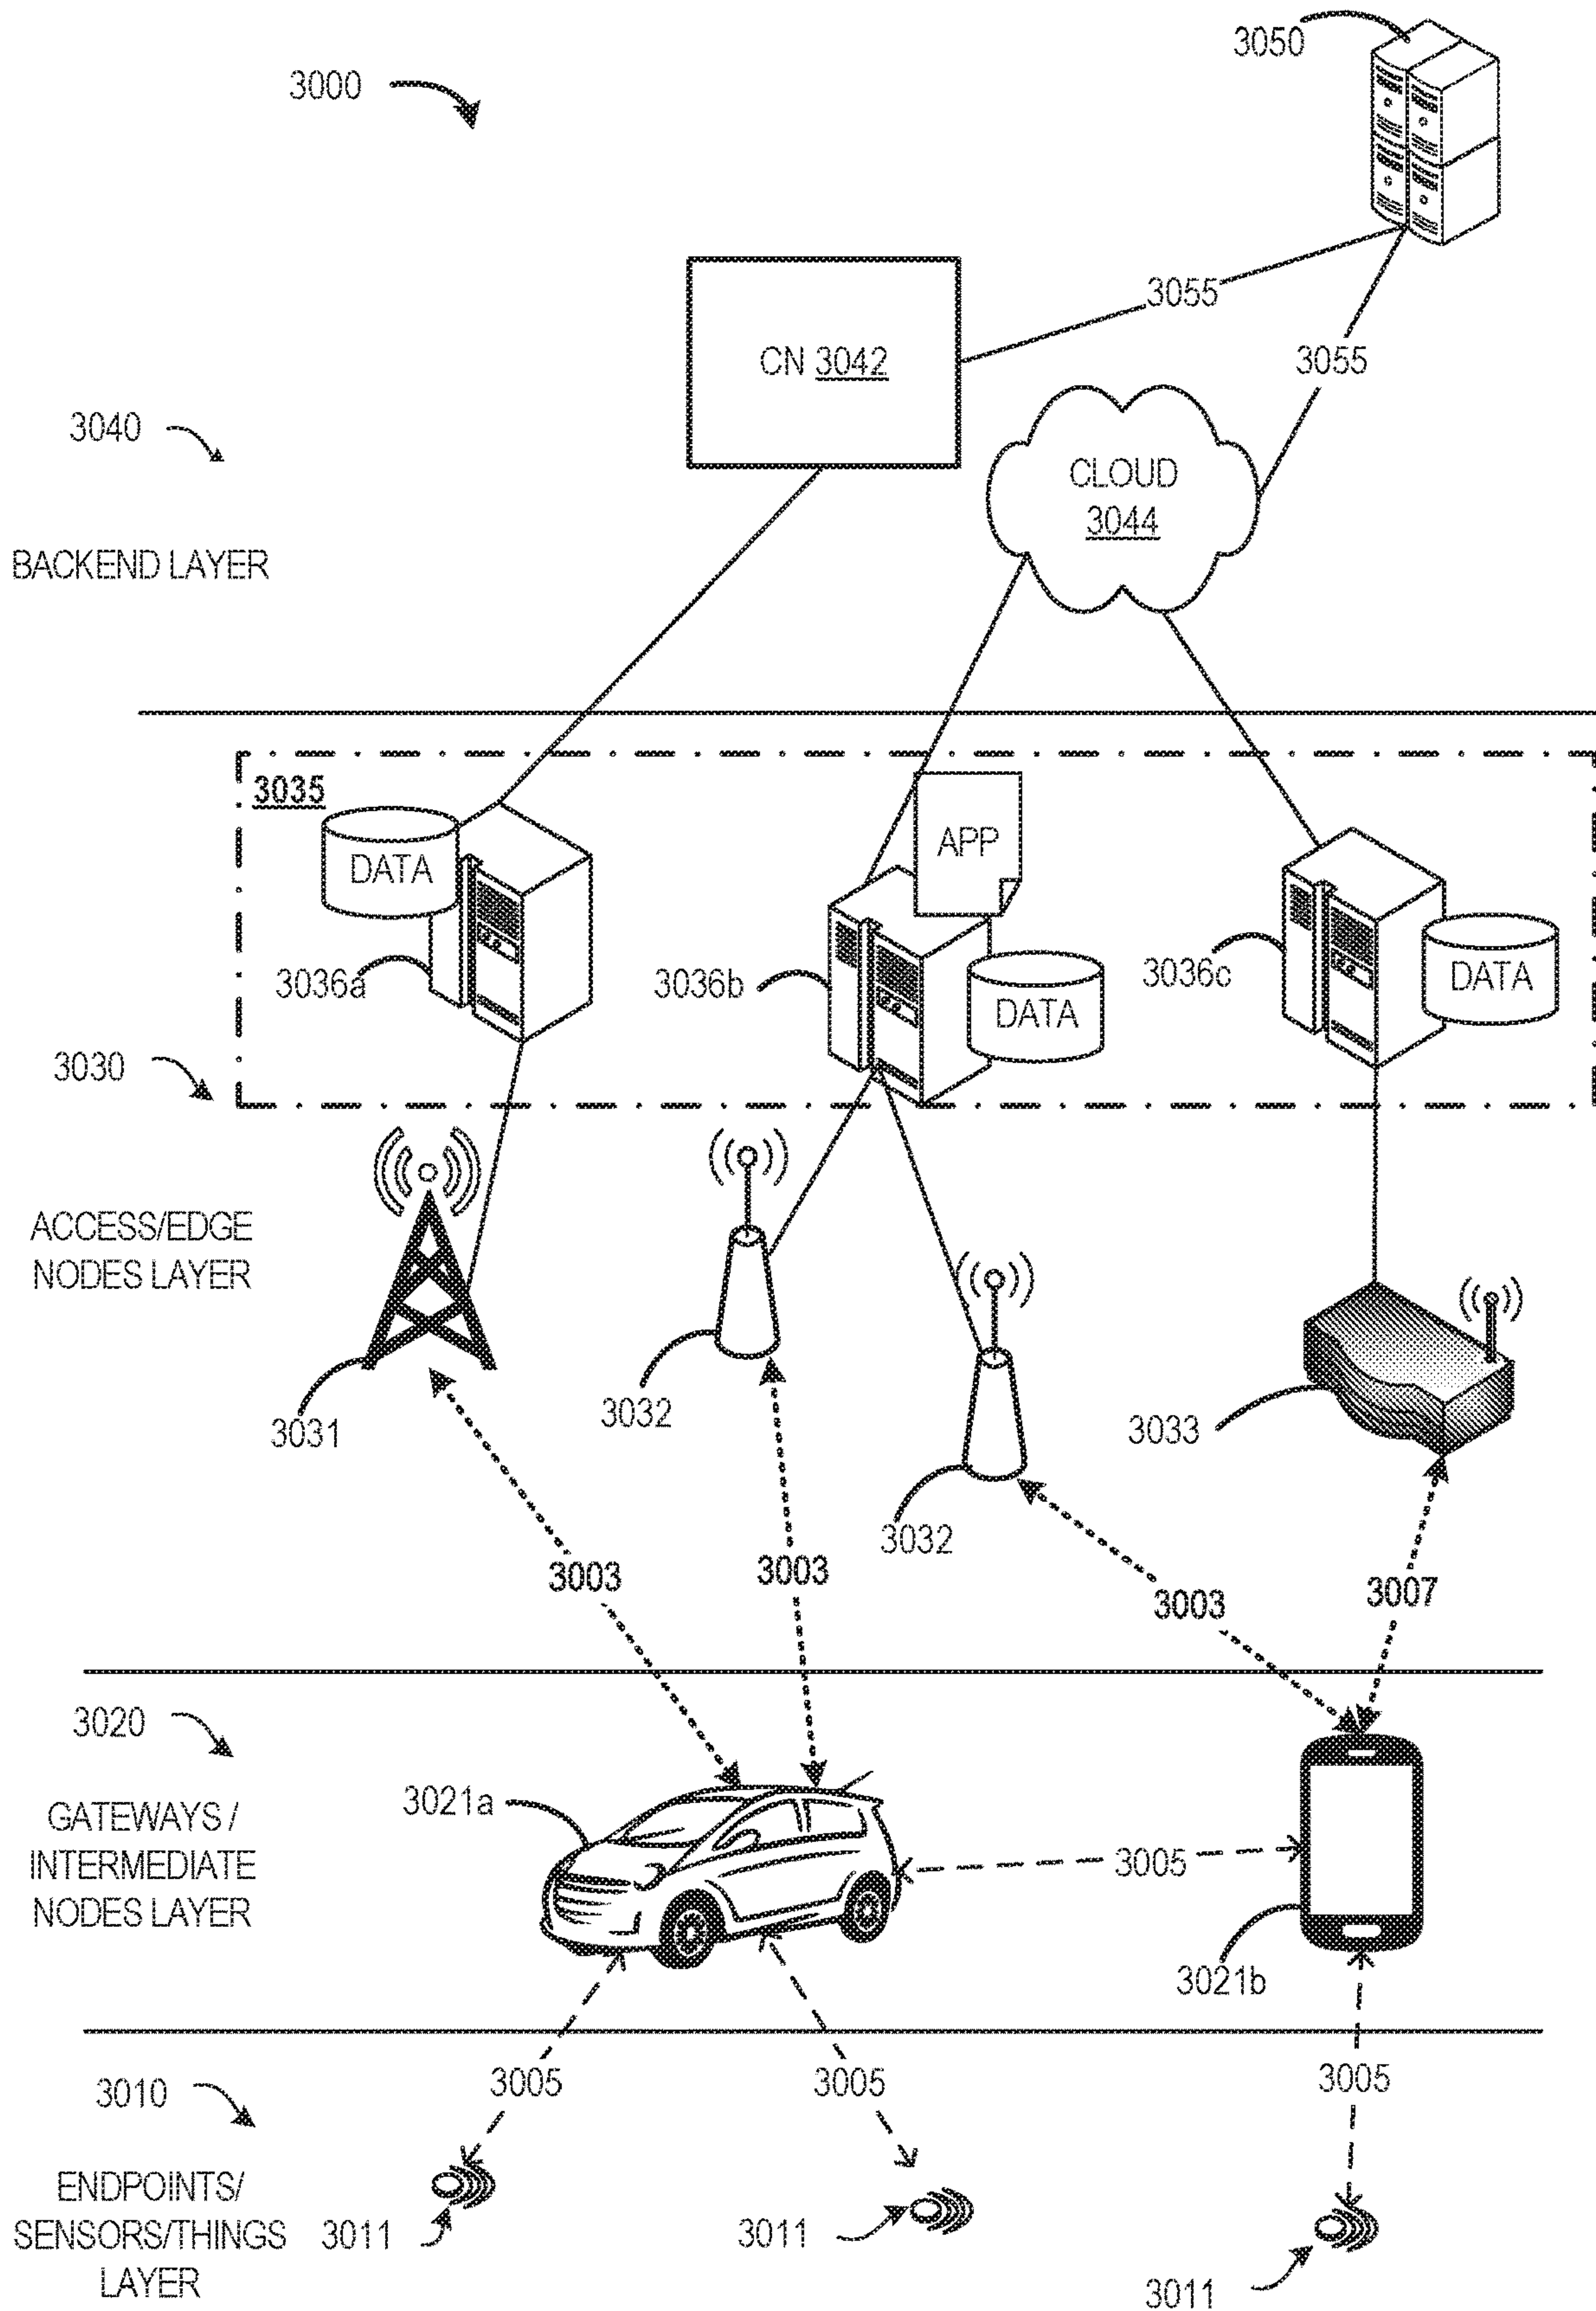 3050
3000
3055
CN 3042
3055
3040
CLOUD
3044
BACKEND LAYER
3035
APP
DATA
3036a
3036b
3036c
DATA
DATA
3030
ACCESS/EDGE
NODES LAYER
3031
3032
3033
3032
3003
3003
3003
3007
3020
3021a
GATEWAYS /
INTERMEDIATE
NODES LAYER
3005
3021b
3010
3005
3005
3005
ENDPOINTS/
SENSORS/THINGS
LAYER
3011
3011
3011